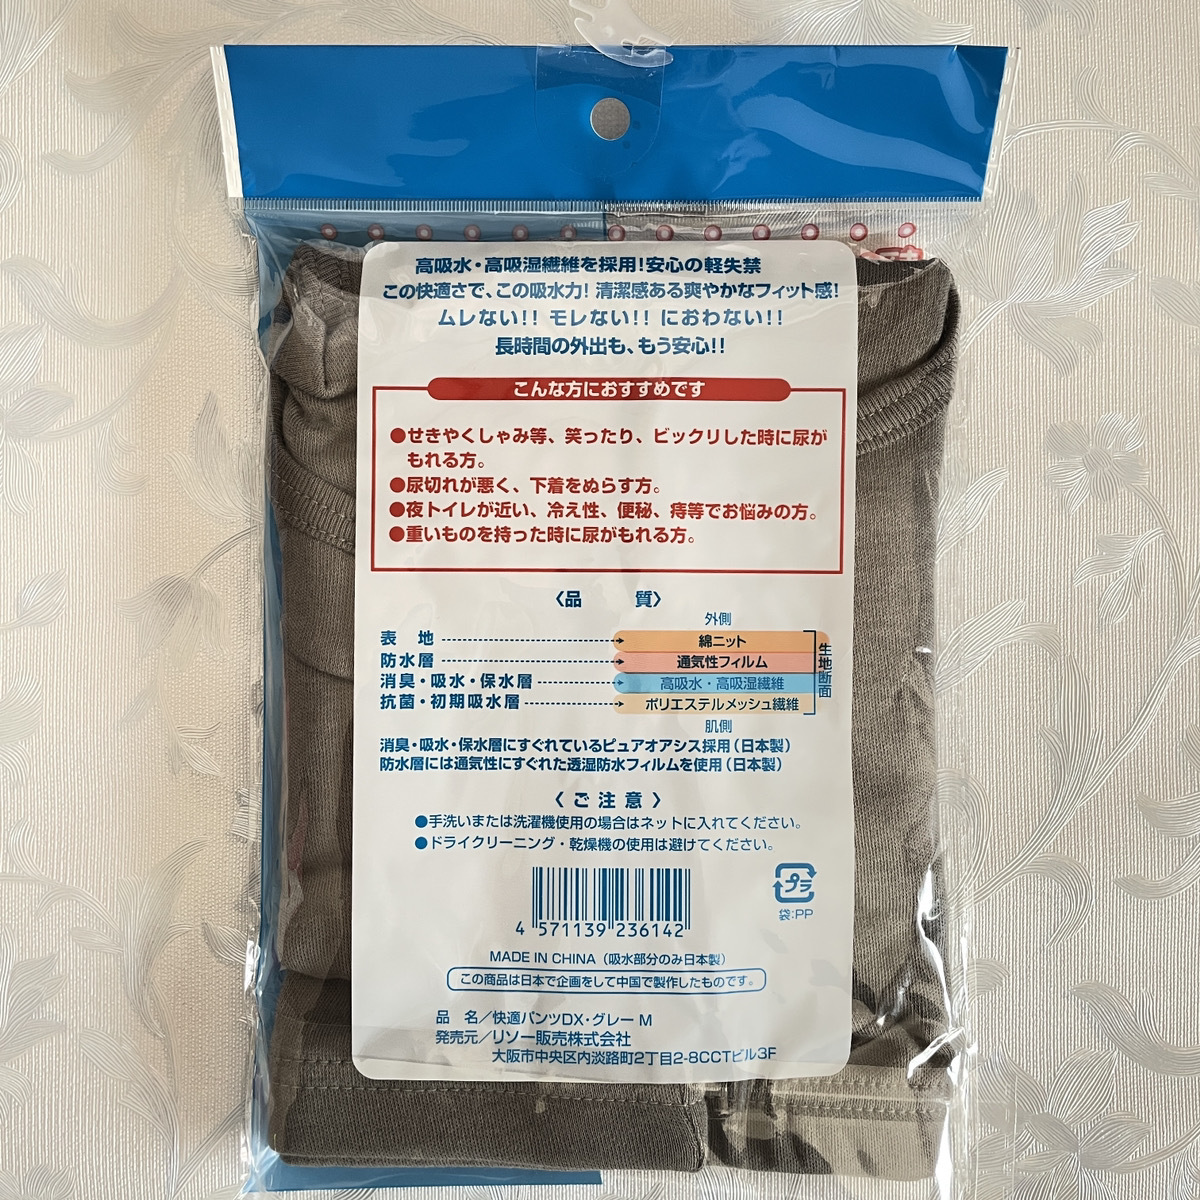 高吸水・高吸湿繊維を採用!安心の軽失禁
この快適さで、この吸水力! 清潔感ある爽やかなフィット感!
ムレない!! モレない!! におわない!!
長時間の外出も、もう安心!!
こんな方におすすめです
●せきやくしゃみ等、笑ったり、ビックリした時に尿が
もれる方。
●尿切れが悪く、下着をぬらす方。
●夜トイレが近い、冷え性、便秘、痔等でお悩みの方。
●重いものを持った時に尿がもれる方。
〈品 質〉
外側
表 地 綿ニット
防水層 通気性フィルム
消臭・吸水・保水層 高吸水・高吸湿繊維
抗菌・初期吸水層 ポリエステルメッシュ繊維
生地断面
肌側
消臭・吸水・保水層にすぐれているピュアオアシス採用(日本製)
防水層には通気性にすぐれた透湿防水フィルムを使用(日本製)
〈ご注意〉
●手洗いまたは洗濯機使用の場合はネットに入れてください。
●ドライクリーニング・乾燥機の使用は避けてください。
プラ
袋:PP
4 571139 236142
MADE IN CHINA (吸水部分のみ日本製)
この商品は日本で企画をして中国で製作したものです。
品 名/快適パンツDX・グレー M
発売元/リソー販売株式会社
大阪市中央区内淡路町2丁目2-8CCTビル3F